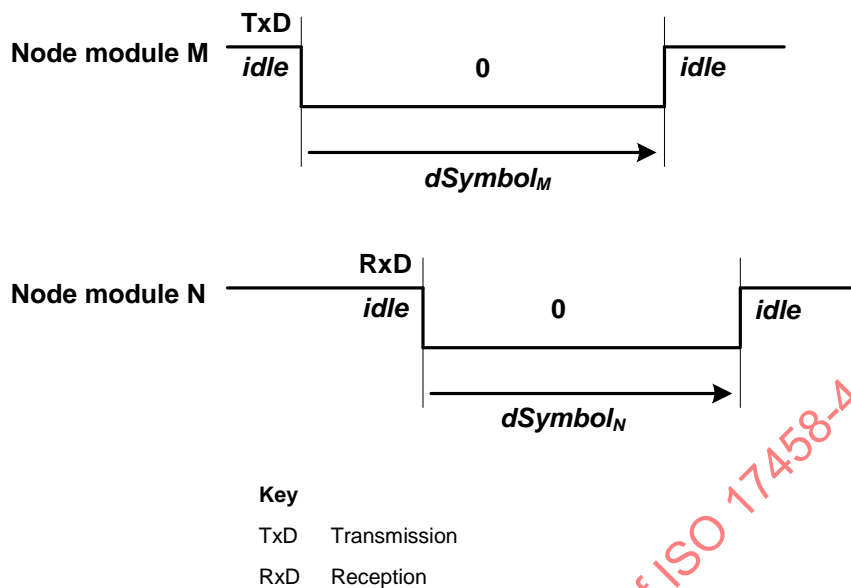 TxD
Node module M
idle
0
idle
dSymbolM
RxD
Node module N
idle
0
idle
dSymbolN
Key
TxD Transmission
RxD Reception
of ISO 17458-4